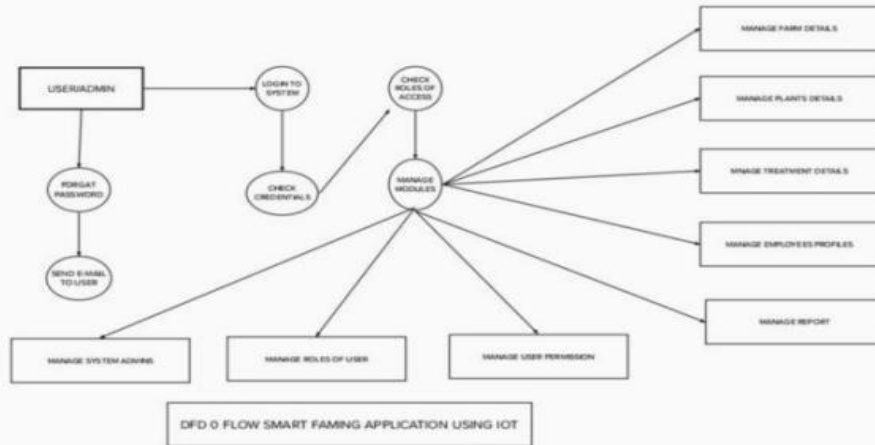 MANAGE FARM DETAILS
USER/ADMIN
LOGIN TO
SYSTEM
CHECK
ROLES OF
ACCESS
MANAGE PLANTS DETAILS
FORGAT
PASSWORD
CHECK
CREDENTIALS
MANAGE
MODULES
MNAGE TREATMENT DETAILS
MANAGE EMPLOYEES PROFILES
SEND E-MAIL
TO USER
MANAGE REPORT
MANAGE SYSTEM ADMINS
MANAGE ROLES OF USER
MANAGE USER PERMISSION
DFD 0 FLOW SMART FAMING APPLICATION USING IOT